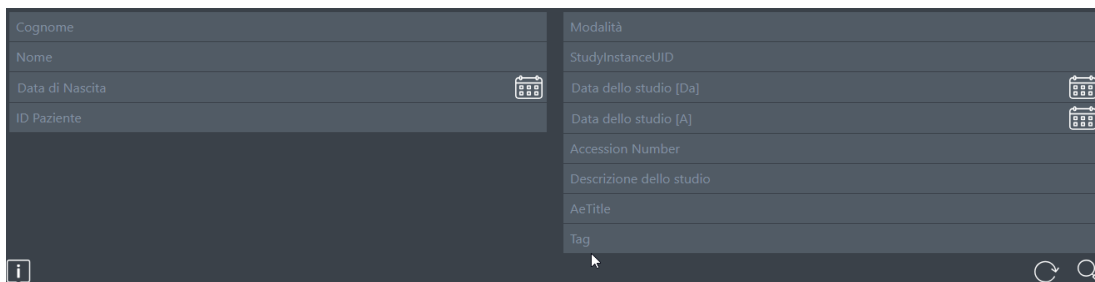 Cognome
Nome
Data di Nascita
ID Paziente
Modalità
StudyInstanceUID
Data dello studio [Da]
Data dello studio [A]
Accession Number
Descrizione dello studio
AeTitle
Tag